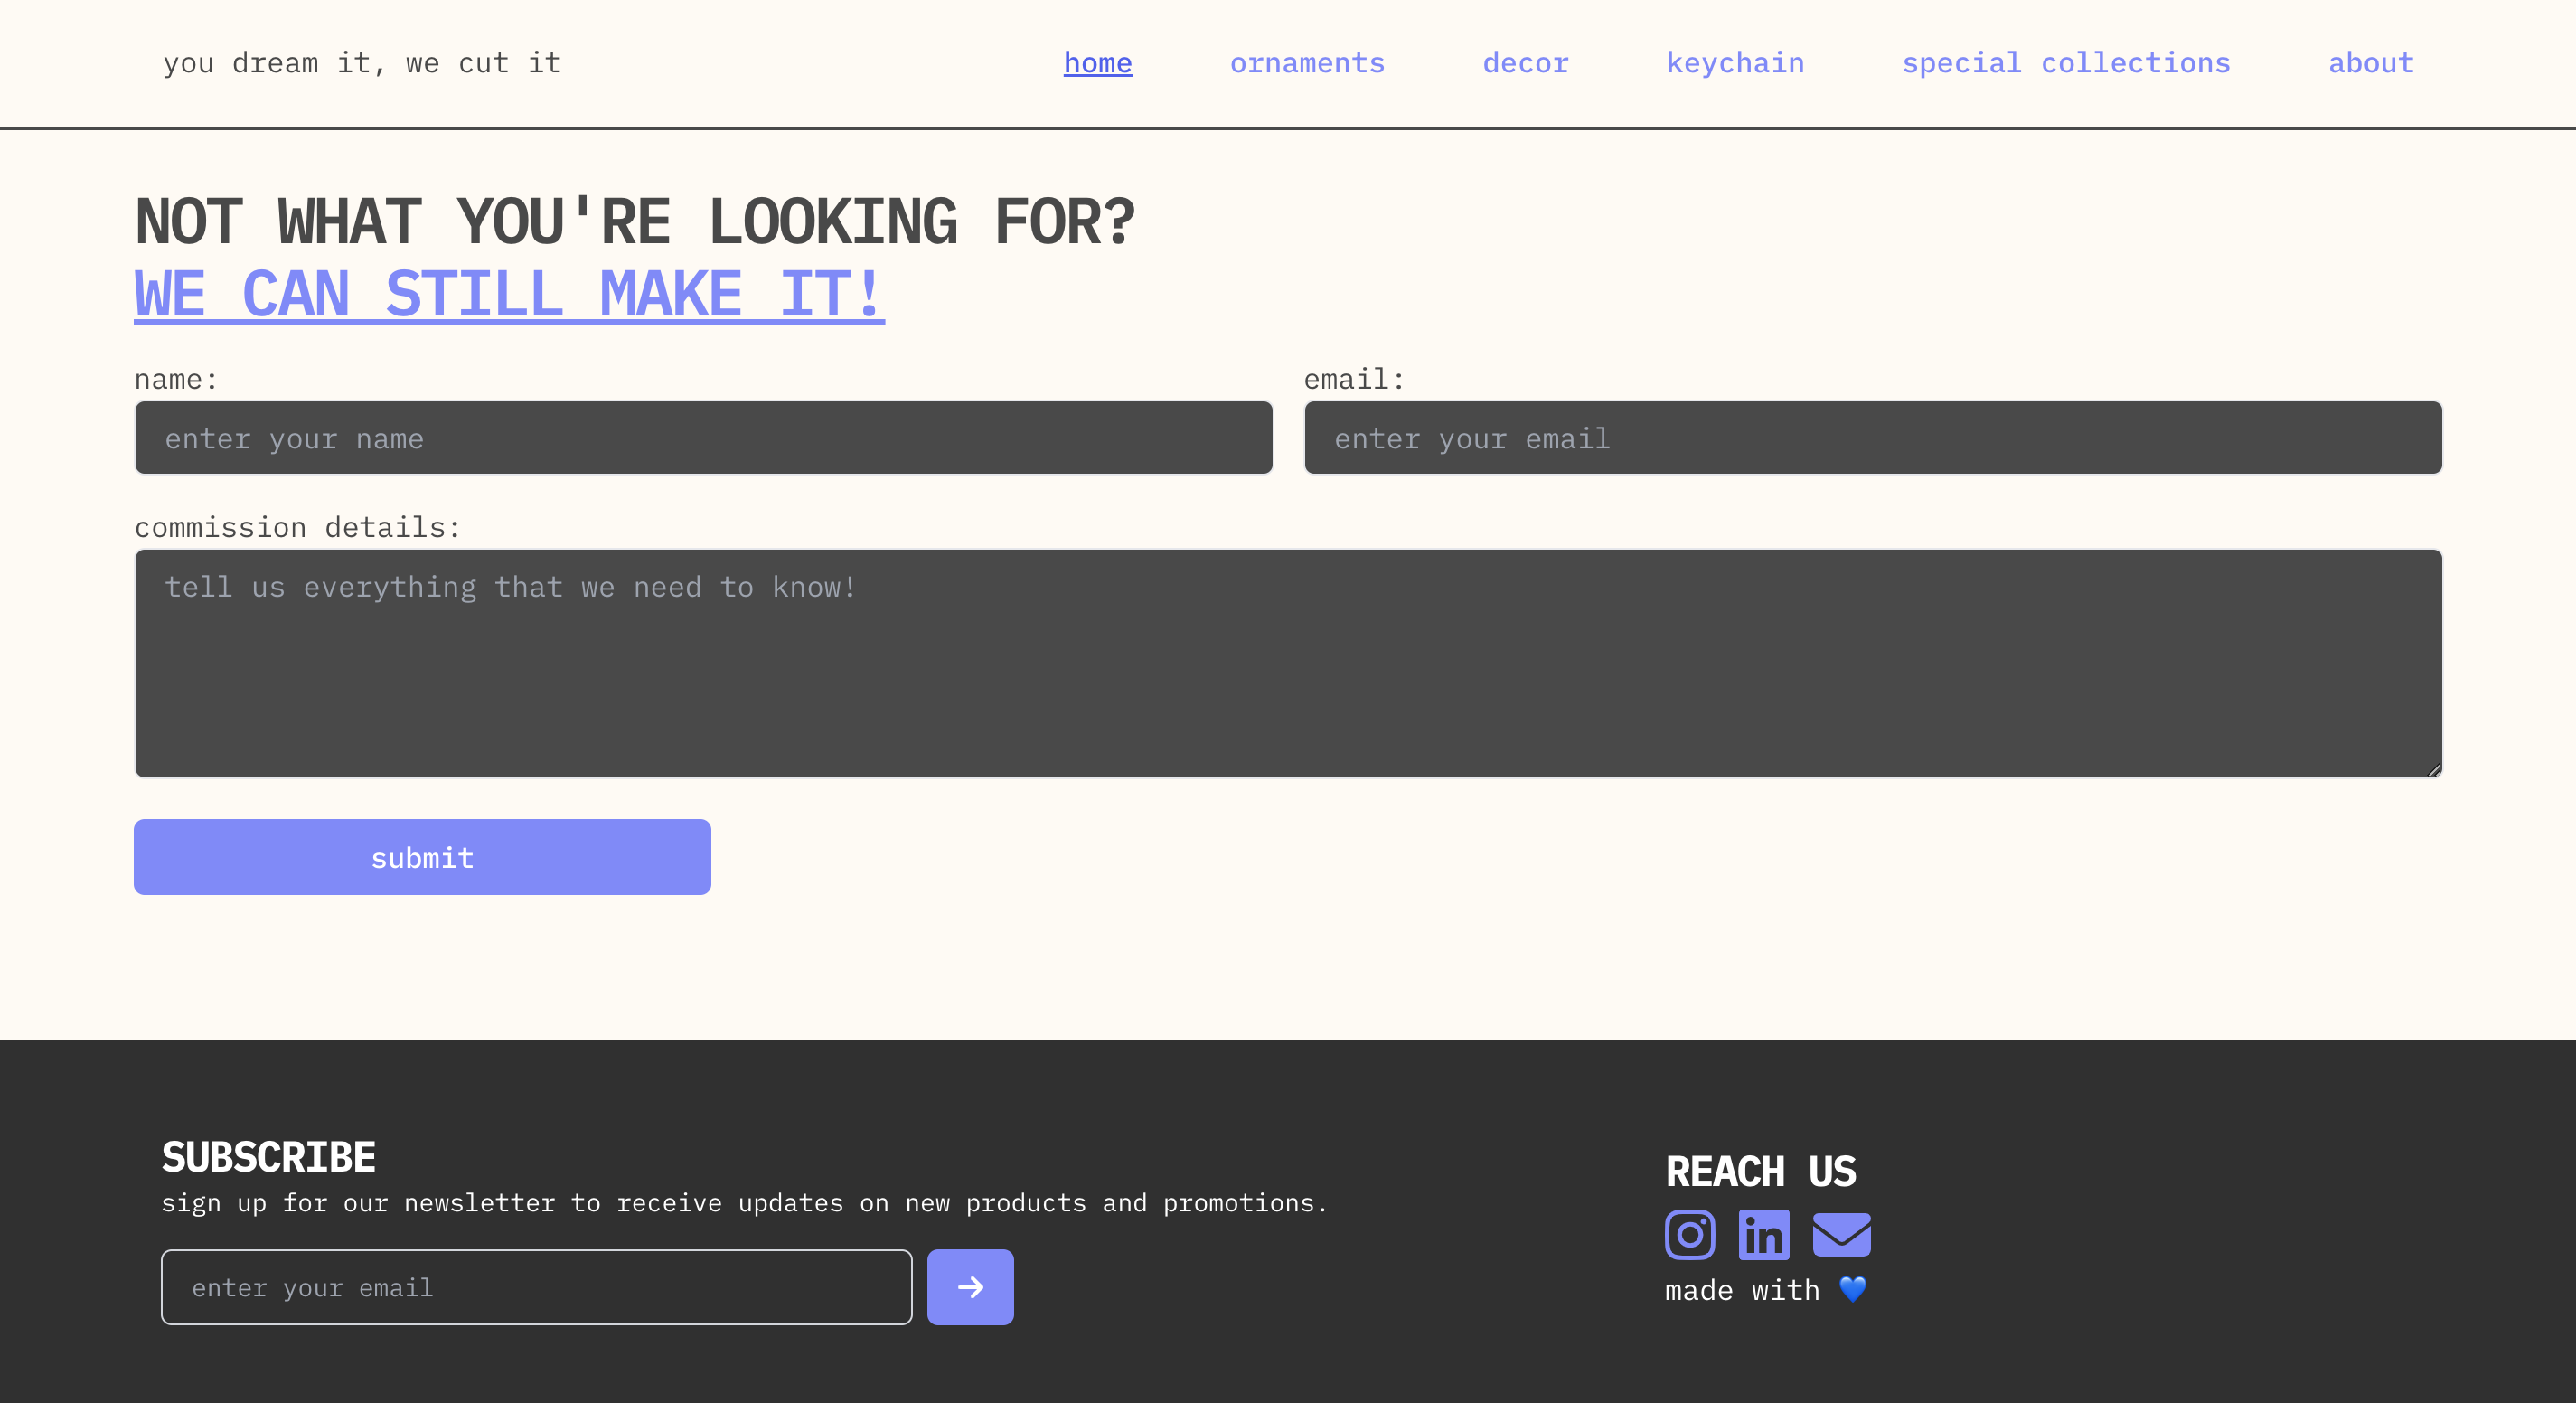 you dream it, we cut it
home ornaments decor keychain special collections about
NOT WHAT YOU'RE LOOKING FOR?
WE CAN STILL MAKE IT!
name:
enter your name
email:
enter your email
commission details:
tell us everything that we need to know!
submit
SUBSCRIBE
sign up for our newsletter to receive updates on new products and promotions.
enter your email
REACH US
made with 💙